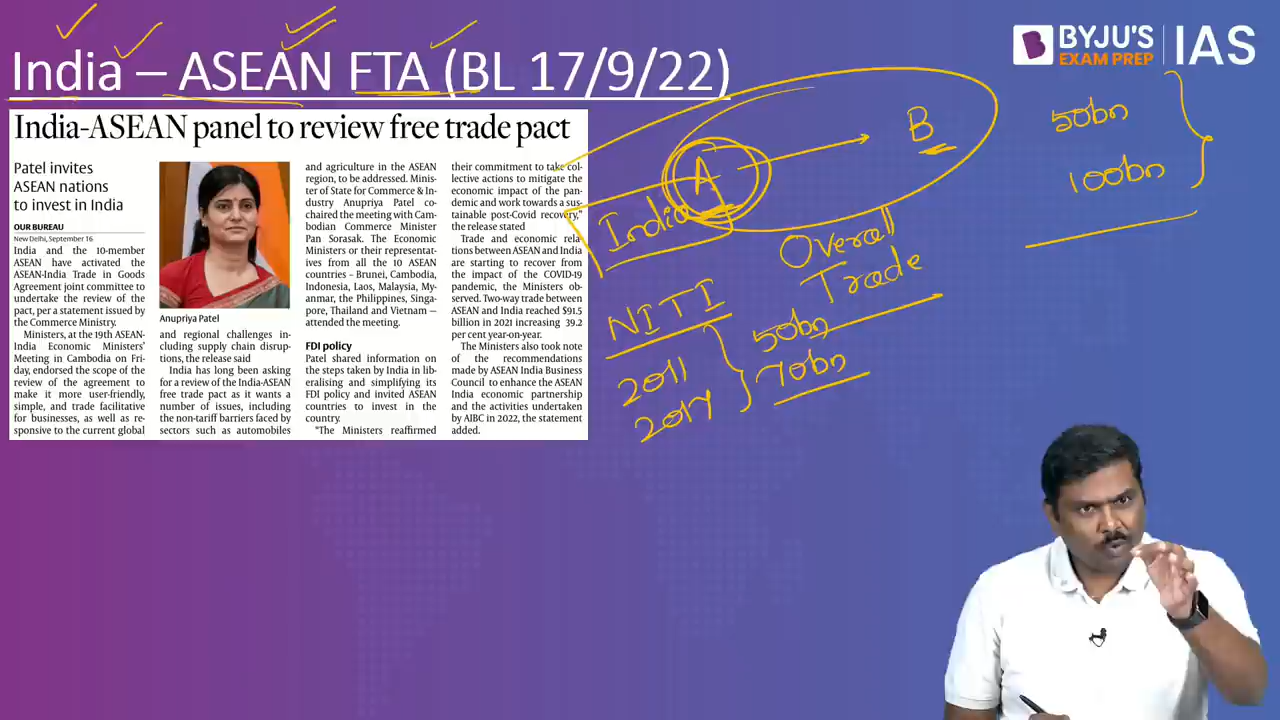 India – ASEAN FTA (BL 17/9/22)
BYJU'S
EXAM PREP
IAS
India-ASEAN panel to review free trade pact
Patel invites
ASEAN nations
to invest in India
OUR BUREAU
New Delhi, September 16
India and the 10-member
ASEAN have activated the
ASEAN-India Trade in Goods
Agreement joint committee to
undertake the review of the
pact, per a statement issued by
the Commerce Ministry.
Ministers, at the 19th ASEAN-
India Economic Ministers'
Meeting in Cambodia on Fri-
day, endorsed the scope of the
review of the agreement to
make it more user-friendly,
simple, and trade facilitative
for businesses, as well as re-
sponsive to the current global
Anupriya Patel
and regional challenges in-
cluding supply chain disrup-
tions, the release said
India has long been asking
for a review of the India-ASEAN
free trade pact as it wants a
number of issues, including
the non-tariff barriers faced by
sectors such as automobiles
and agriculture in the ASEAN
region, to be addressed. Minis-
ter of State for Commerce & In-
dustry Anupriya Patel co-
chaired the meeting with Cam-
bodian Commerce Minister
Pan Sorasak. The Economic
Ministers or their representat-
ives from all the 10 ASEAN
countries – Brunei, Cambodia,
Indonesia, Laos, Malaysia, My-
anmar, the Philippines, Singa-
pore, Thailand and Vietnam —
attended the meeting.
FDI policy
Patel shared information on
the steps taken by India in lib-
eralising and simplifying its
FDI policy and invited ASEAN
countries to invest in the
country.
"The Ministers reaffirmed
their commitment to take col-
lective actions to mitigate the
economic impact of the pan-
demic and work towards a sus-
tainable post-Covid recovery,"
the release stated
Trade and economic rela-
tions between ASEAN and India
are starting to recover from
the impact of the COVID-19
pandemic, the Ministers ob-
served. Two-way trade between
ASEAN and India reached $91.5
billion in 2021 increasing 39.2
per cent year-on-year.
The Ministers also took note
of the recommendations
made by ASEAN India Business
Council to enhance the ASEAN
India economic partnership
and the activities undertaken
by AIBC in 2022, the statement
added.
A
B
India
Overall
Trade
NITI
2011
2017
50bn
70bn
50bn
100bn